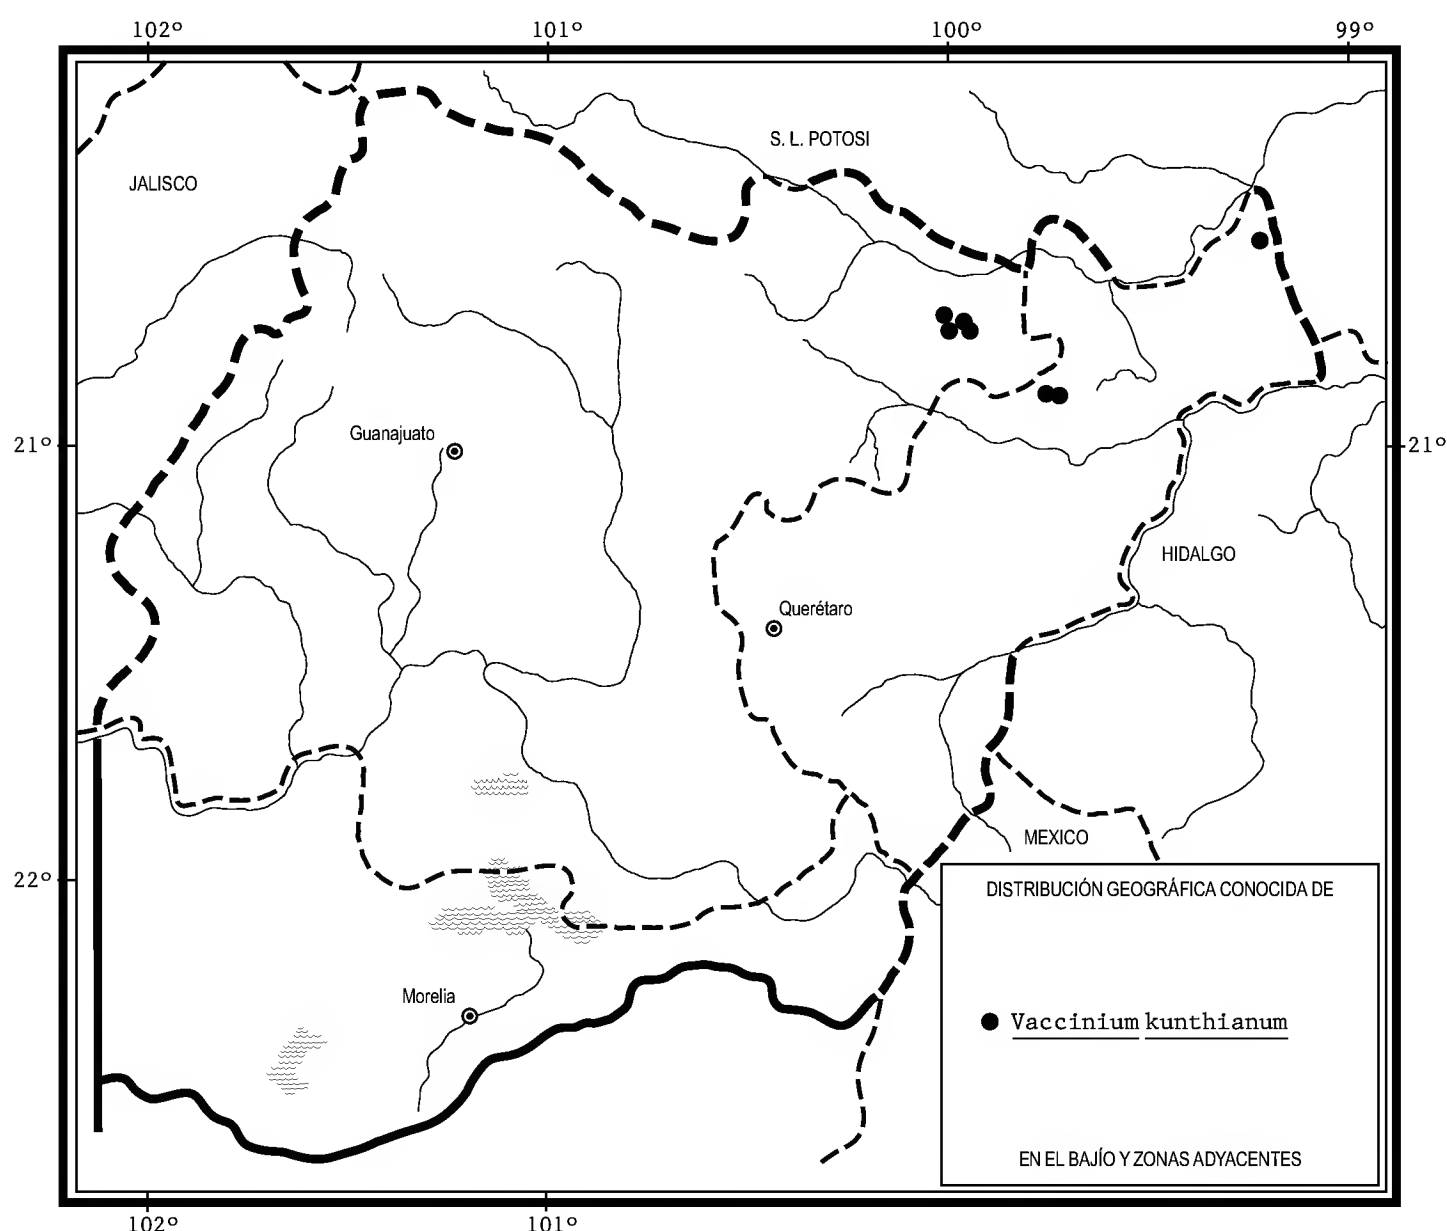 102° 101° 100° 99°
S. L. POTOSI
JALISCO
Guanajuato
21° 21°
HIDALGO
Querétaro
MEXICO
22°
DISTRIBUCIÓN GEOGRÁFICA CONOCIDA DE
Morelia
Vaccinium kunthianum
EN EL BAJÍO Y ZONAS ADYACENTES
102° 101°